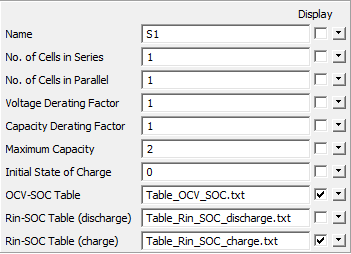 Display
Name S1
No. of Cells in Series 1
No. of Cells in Parallel 1
Voltage Derating Factor 1
Capacity Derating Factor 1
Maximum Capacity 2
Initial State of Charge 0
OCV-SOC Table Table_OCV_SOC.txt
Rin-SOC Table (discharge) Table_Rin_SOC_discharge.txt
Rin-SOC Table (charge) Table_Rin_SOC_charge.txt